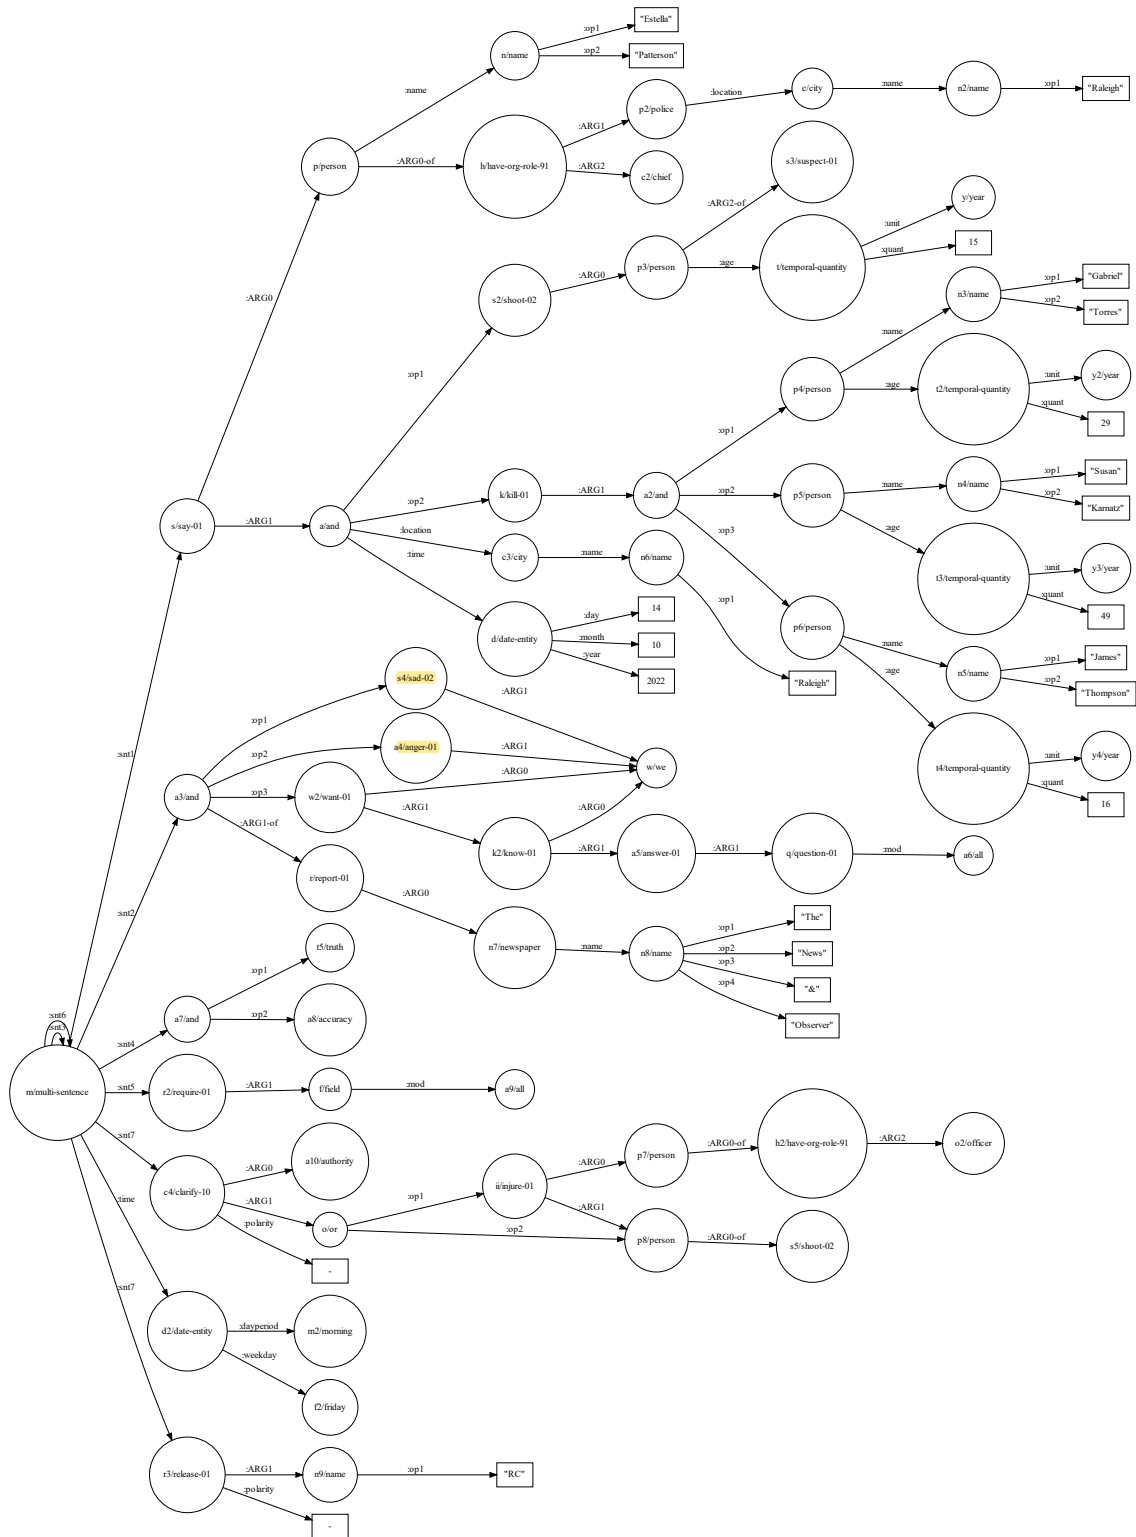 :op1
"Estella"
n/name
:op2
"Patterson"
:name
p/person
:ARG0-of
h/have-org-role-91
:ARG1
p2/police
:location
c/city
:name
n2/name
:op1
"Raleigh"
:ARG2
c2/chief
s3/suspect-01
:ARG2-of
:ARG0
s2/shoot-02
:ARG0
p3/person
:age
t/temporal-quantity
:unit
y/year
:quant
15
:op1
:name
n3/name
:op1
"Gabriel"
:op2
"Torres"
:op1
p4/person
:age
t2/temporal-quantity
:unit
y2/year
:quant
29
s/say-01
:ARG1
a/and
:op2
k/kill-01
:ARG1
a2/and
:op2
p5/person
:name
n4/name
:op1
"Susan"
:op2
"Karnatz"
:age
t3/temporal-quantity
:unit
y3/year
:quant
49
:location
c3/city
:name
n6/name
:op1
"Raleigh"
:time
d/date-entity
:day
14
:month
10
:year
2022
:op3
p6/person
:name
n5/name
:op1
"James"
:op2
"Thompson"
:age
t4/temporal-quantity
:unit
y4/year
:quant
16
:snt1
s4/sad-02
:ARG1
:op1
a4/anger-01
:ARG1
w/we
:op2
a3/and
:op3
w2/want-01
:ARG0
:ARG1
k2/know-01
:ARG0
:ARG1
a5/answer-01
:ARG1
q/question-01
:mod
a6/all
:ARG1-of
r/report-01
:ARG0
n7/newspaper
:name
n8/name
:op1
"The"
:op2
"News"
:op3
"&"
:op4
"Observer"
:snt2
t5/truth
:op1
a7/and
:op2
a8/accuracy
:snt6
:snt3
:snt4
m/multi-sentence
:snt5
r2/require-01
:ARG1
f/field
:mod
a9/all
:snt7
c4/clarify-10
:ARG0
a10/authority
:ARG1
o/or
:op1
ii/injure-01
:ARG0
p7/person
:ARG0-of
h2/have-org-role-91
:ARG2
o2/officer
:ARG1
:op2
p8/person
:ARG0-of
s5/shoot-02
:polarity
-
:time
d2/date-entity
:dayperiod
m2/morning
:weekday
f2/friday
:snt7
r3/release-01
:ARG1
n9/name
:op1
"RC"
:polarity
-